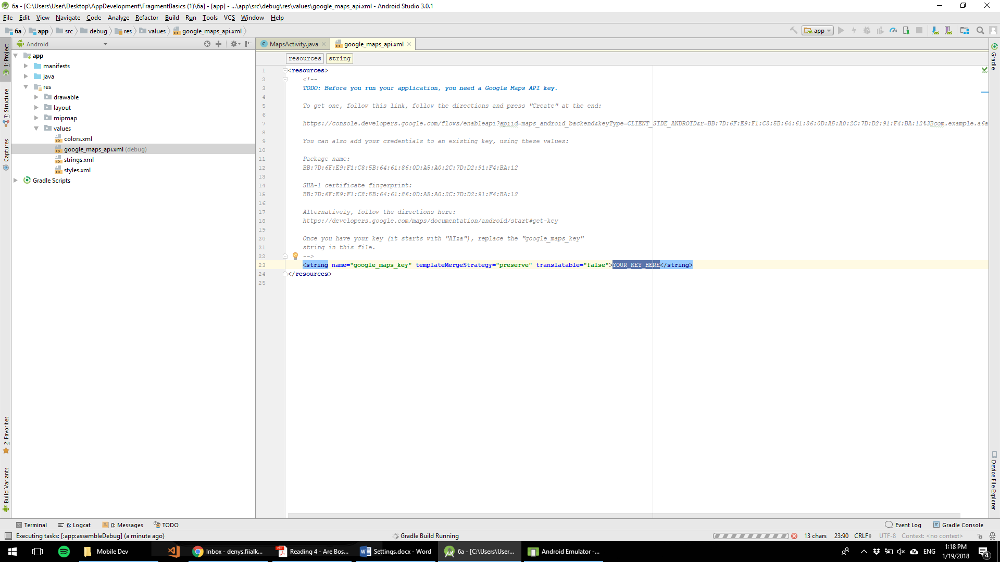 6a - [C:\Users\User\Desktop\AppDevelopment\FragmentBasics (1)\6a] - [app] - ...\app\src\debug\res\values\google_maps_api.xml - Android Studio 3.0.1
File Edit View Navigate Code Analyze Refactor Build Run Tools VCS Window Help
6a app src debug res values google_maps_api.xml
app
Android
MapsActivity.java google_maps_api.xml
resources string
1: Project
7: Structure
Captures
2: Favorites
Build Variants
app
manifests
java
res
drawable
layout
mipmap
values
colors.xml
google_maps_api.xml (debug)
strings.xml
styles.xml
Gradle Scripts
1 <resources>
2 <!--
3 TODO: Before you run your application, you need a Google Maps API key.
4
5 To get one, follow this link, follow the directions and press "Create" at the end:
6
7 https://console.developers.google.com/flows/enableapi?apiid=maps_android_backend&keyType=CLIENT_SIDE_ANDROID&r=BB:7D:6F:E9:F1:C8:5B:64:61:86:0D:A5:A0:2C:7D:D2:91:F4:BA:12%3Bcom.example.a6a
8
9 You can also add your credentials to an existing key, using these values:
10
11 Package name:
12 BB:7D:6F:E9:F1:C8:5B:64:61:86:0D:A5:A0:2C:7D:D2:91:F4:BA:12
13
14 SHA-1 certificate fingerprint:
15 BB:7D:6F:E9:F1:C8:5B:64:61:86:0D:A5:A0:2C:7D:D2:91:F4:BA:12
16
17 Alternatively, follow the directions here:
18 https://developers.google.com/maps/documentation/android/start#get-key
19
20 Once you have your key (it starts with "AIza"), replace the "google_maps_key"
21 string in this file.
22 -->
23 <string name="google_maps_key" templateMergeStrategy="preserve" translatable="false">YOUR_KEY_HERE</string>
24 </resources>
25
Gradle
Device File Explorer
Terminal 6: Logcat 0: Messages TODO
Event Log Gradle Console
Executing tasks: [:app:assembleDebug] (a minute ago)
Gradle Build Running
13 chars 23:90 CRLF UTF-8 Context: <no context>
Mobile Dev
Inbox - denys.fiialk...
Reading 4 - Are Bos...
Settings.docx - Word
6a - [C:\Users\User...
Android Emulator -...
ENG
1:18 PM
1/19/2018
4